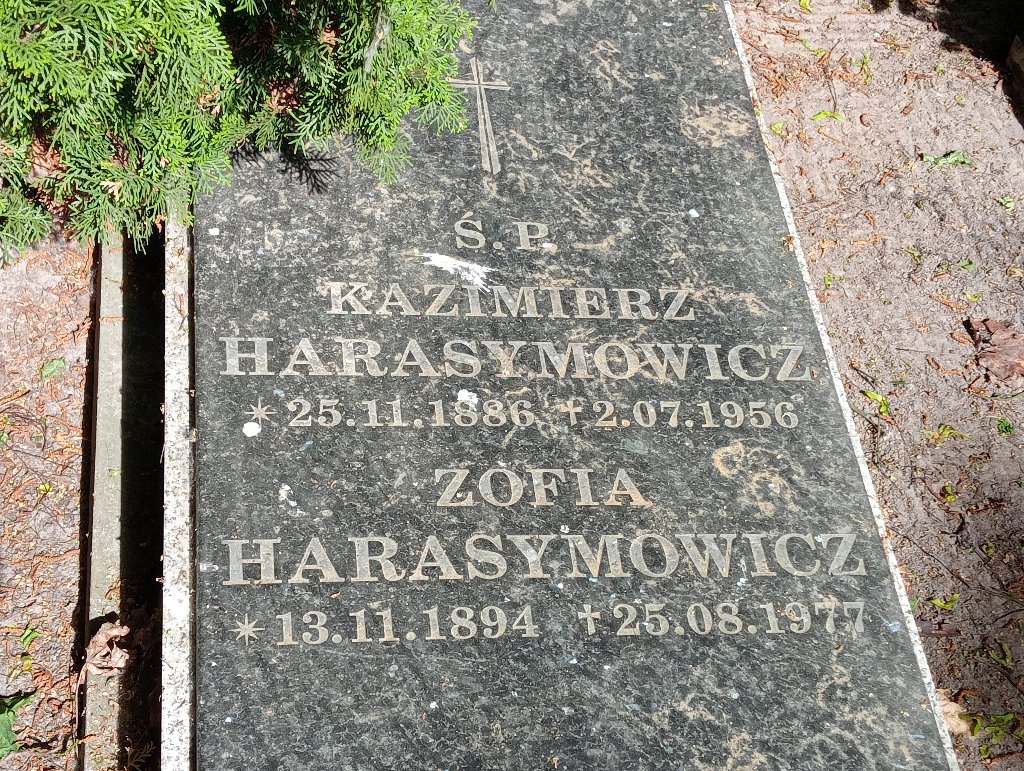 Ś.P.
KAZIMIERZ
HARASYMOWICZ
* 25.11.1886 † 2.07.1956
ZOFIA
HARASYMOWICZ
* 13.11.1894 † 25.08.1977